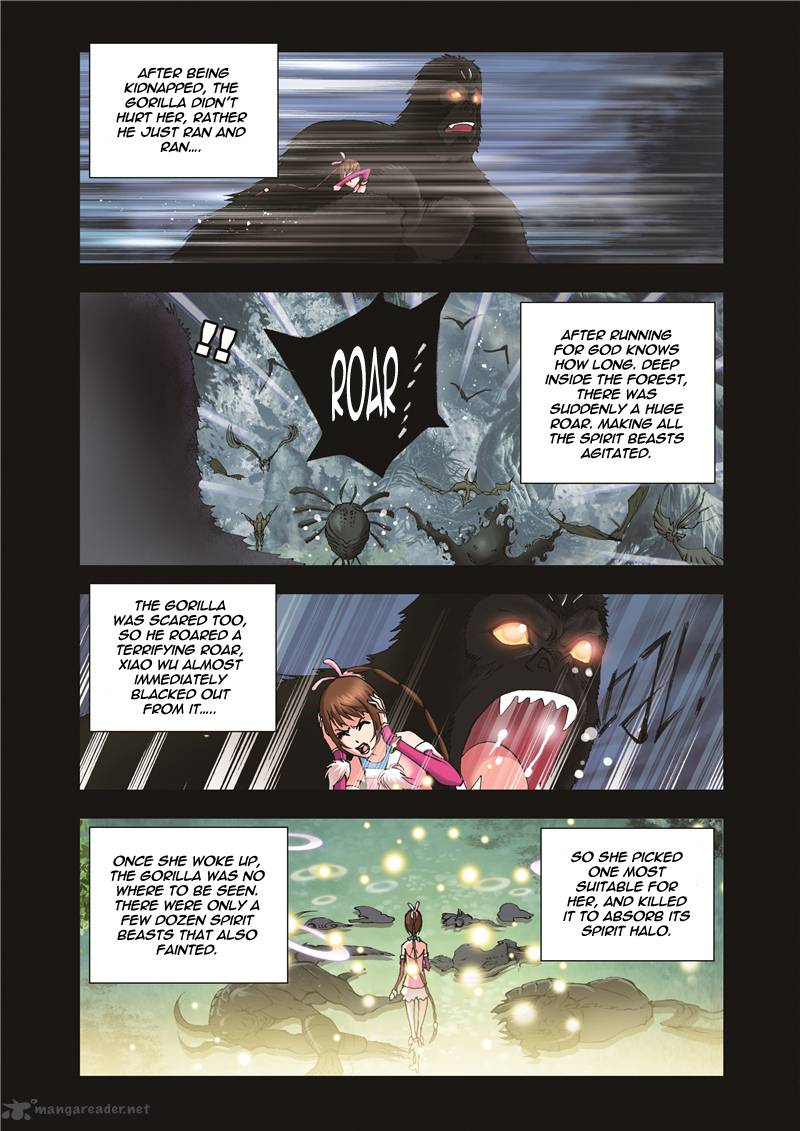 AFTER BEING
KIDNAPPED, THE
GORILLA DIDN'T
HURT HER, RATHER
HE JUST RAN AND
RAN....
!!
ROAR
AFTER RUNNING
FOR GOD KNOWS
HOW LONG. DEEP
INSIDE THE FOREST,
THERE WAS
SUDDENLY A HUGE
ROAR. MAKING ALL
THE SPIRIT BEASTS
AGITATED.
THE GORILLA
WAS SCARED TOO,
SO HE ROARED A
TERRIFYING ROAR,
XIAO WU ALMOST
IMMEDIATELY
BLACKED OUT
FROM IT.....
ONCE SHE WOKE UP,
THE GORILLA WAS NO
WHERE TO BE SEEN.
THERE WERE ONLY A
FEW DOZEN SPIRIT
BEASTS THAT ALSO
FAINTED.
SO SHE PICKED
ONE MOST
SUITABLE FOR
HER, AND KILLED
IT TO ABSORB ITS
SPIRIT HALO.
mangareader.net